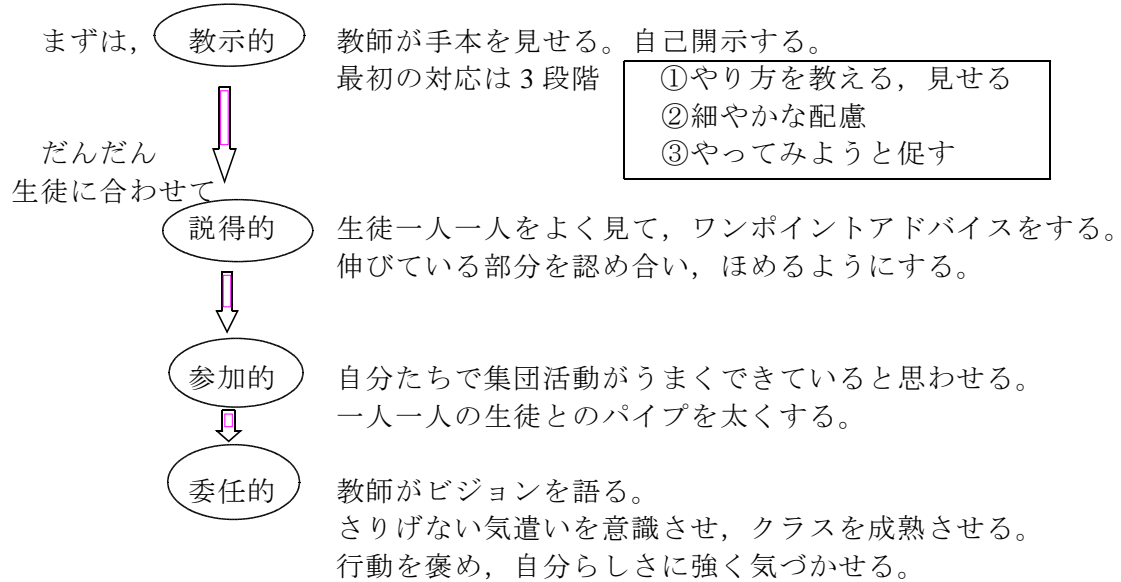 まずは，教示的　教師が手本を見せる。自己開示する。
最初の対応は３段階　①やり方を教える，見せる
②細やかな配慮
③やってみようと促す
だんだん
生徒に合わせて
説得的　生徒一人一人をよく見て，ワンポイントアドバイスをする。
伸びている部分を認め合い，ほめるようにする。
参加的　自分たちで集団活動がうまくできていると思わせる。
一人一人の生徒とのパイプを太くする。
委任的　教師がビジョンを語る。
さりげない気遣いを意識させ，クラスを成熟させる。
行動を褒め，自分らしさに強く気づかせる。